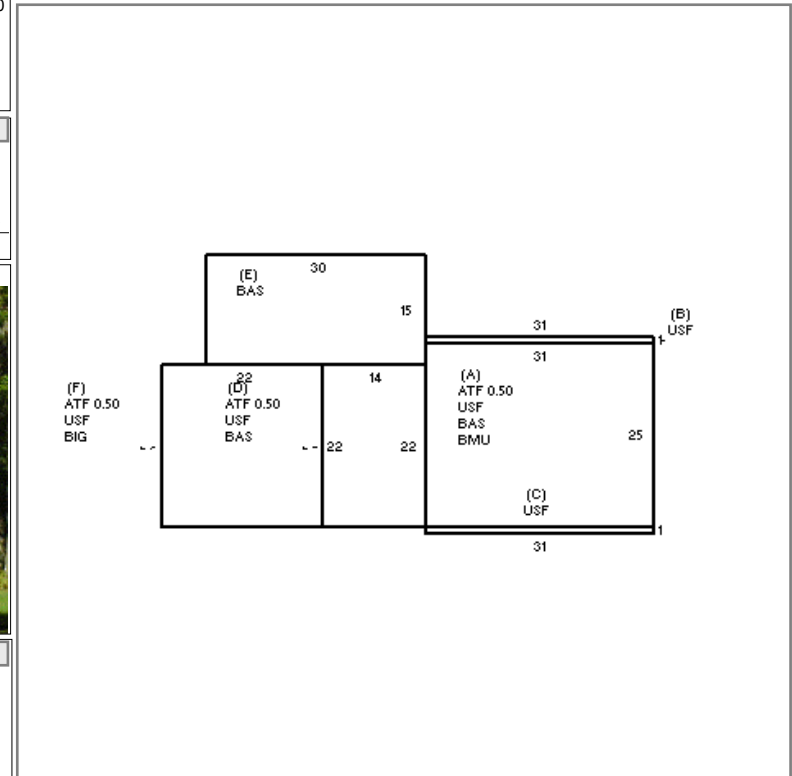 (E)
BAS
30
15
(B)
USF
31
1
31
(F)
ATF 0.50
USF
BIG
22
(D)
ATF 0.50
USF
BAS
14
22
22
(A)
ATF 0.50
USF
BAS
BMU
25
(C)
USF
1
31